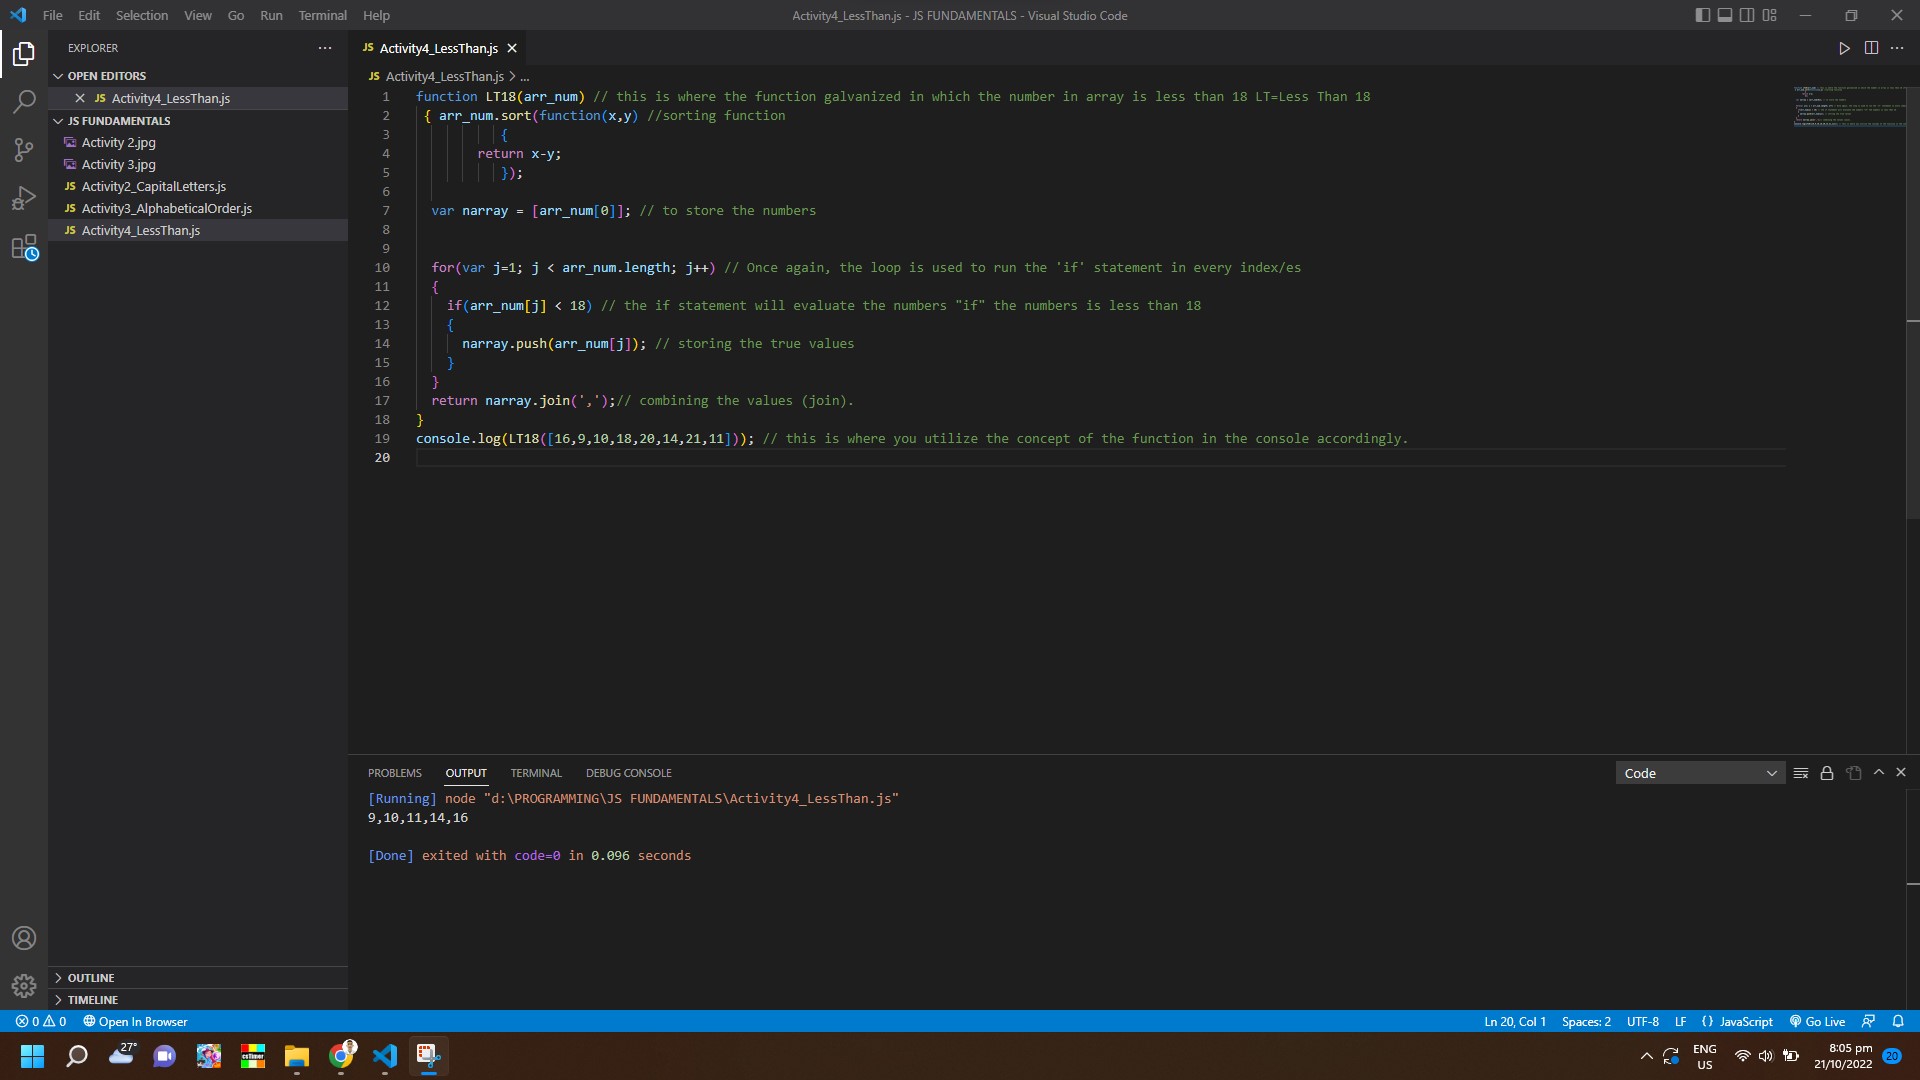 File Edit Selection View Go Run Terminal Help
Activity4_LessThan.js - JS FUNDAMENTALS - Visual Studio Code
EXPLORER
OPEN EDITORS
JS Activity4_LessThan.js
JS FUNDAMENTALS
Activity 2.jpg
Activity 3.jpg
JS Activity2_CapitalLetters.js
JS Activity3_AlphabeticalOrder.js
JS Activity4_LessThan.js
OUTLINE
TIMELINE
JS Activity4_LessThan.js
JS Activity4_LessThan.js > ...
1 function LT18(arr_num) // this is where the function galvanized in which the number in array is less than 18 LT=Less Than 18
2 { arr_num.sort(function(x,y) //sorting function
3 {
4 return x-y;
5 });
6
7 var narray = [arr_num[0]]; // to store the numbers
8
9
10 for(var j=1; j < arr_num.length; j++) // Once again, the loop is used to run the 'if' statement in every index/es
11 {
12 if(arr_num[j] < 18) // the if statement will evaluate the numbers "if" the numbers is less than 18
13 {
14 narray.push(arr_num[j]); // storing the true values
15 }
16 }
17 return narray.join(',');// combining the values (join).
18 }
19 console.log(LT18([16,9,10,18,20,14,21,11])); // this is where you utilize the concept of the function in the console accordingly.
20
PROBLEMS OUTPUT TERMINAL DEBUG CONSOLE
Code
[Running] node "d:\PROGRAMMING\JS FUNDAMENTALS\Activity4_LessThan.js"
9,10,11,14,16
[Done] exited with code=0 in 0.096 seconds
0 0 Open In Browser
Ln 20, Col 1 Spaces: 2 UTF-8 LF {} JavaScript Go Live
27°
csTimer
ENG
US
8:05 pm
21/10/2022
20